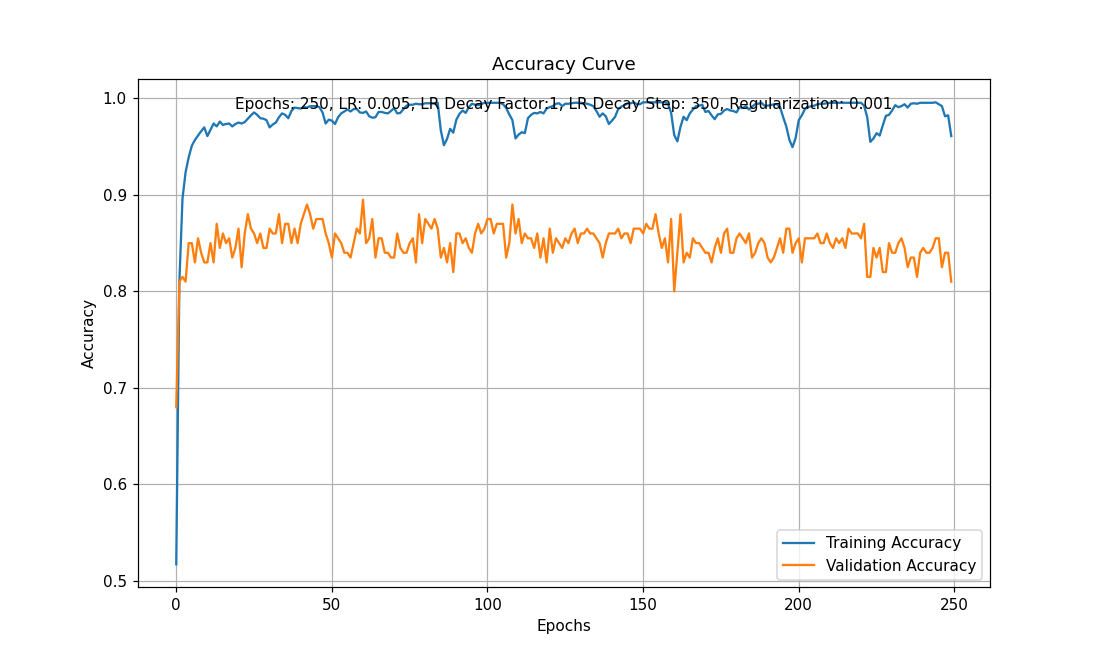 Accuracy Curve
Epochs: 250, LR: 0.005, LR Decay Factor:1, LR Decay Step: 350, Regularization: 0.001
1.0
0.9
0.8
0.7
0.6
0.5
Accuracy
Training Accuracy
Validation Accuracy
0 50 100 150 200 250
Epochs